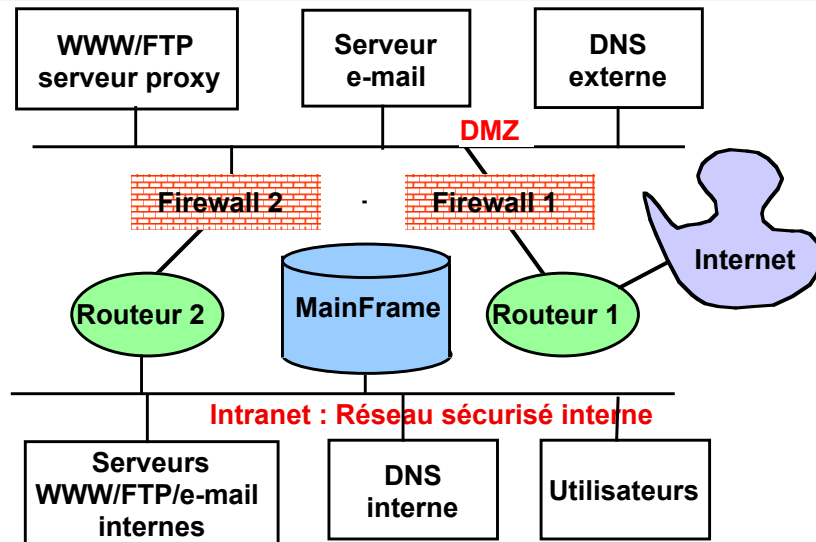 WWW/FTP
serveur proxy
Serveur
e-mail
DNS
externe
DMZ
Firewall 2
-
Firewall 1
Internet
Routeur 2
MainFrame
Routeur 1
Intranet : Réseau sécurisé interne
Serveurs
WWW/FTP/e-mail
internes
DNS
interne
Utilisateurs